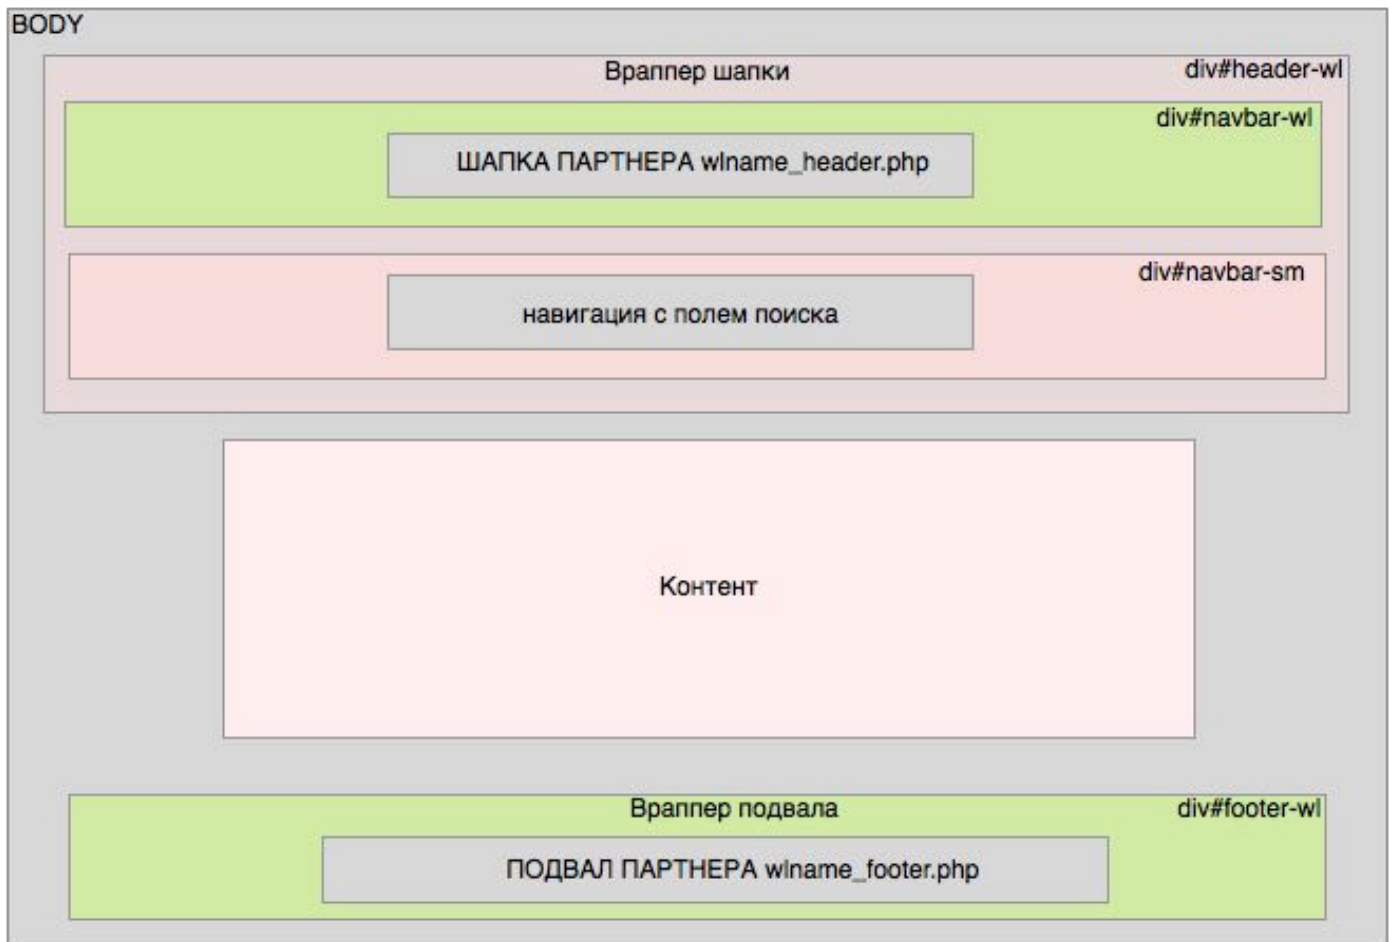 BODY
Враппер шапки
div#header-wl
div#navbar-wl
ШАПКА ПАРТНЕРА wlname_header.php
div#navbar-sm
навигация с полем поиска
Контент
Враппер подвала
div#footer-wl
ПОДВАЛ ПАРТНЕРА wlname_footer.php